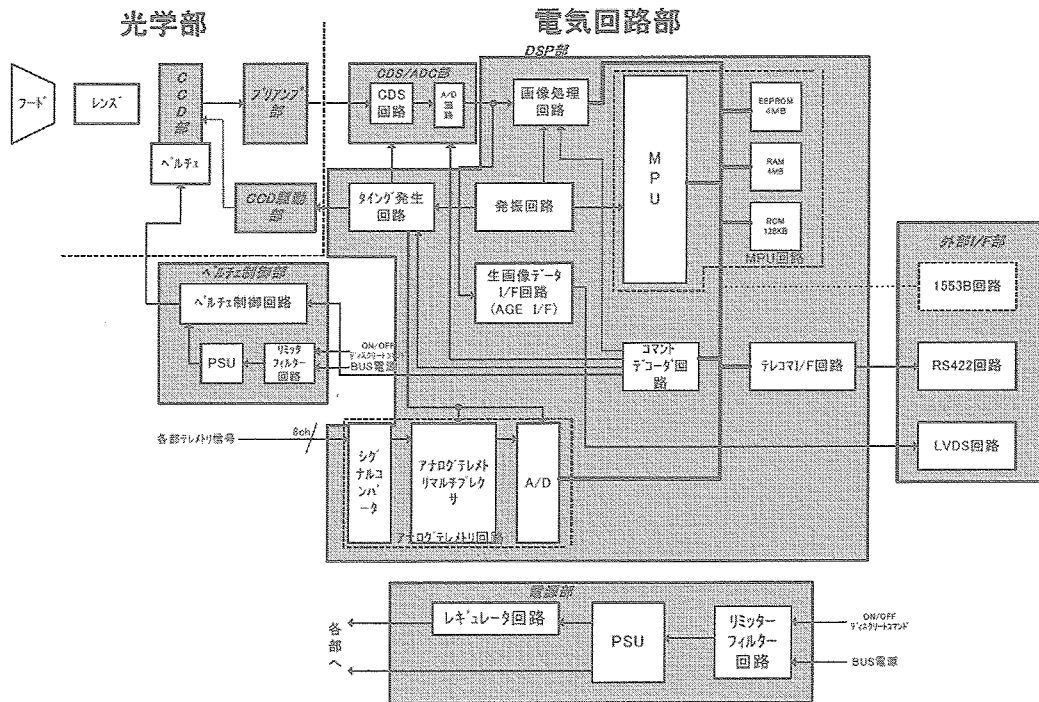 光学部
電気回路部
DSP部
フード
レンズ
CCD部
ペルチェ
プリアンプ
部
CDS/ADC部
CDS
回路
A/D
回路
画像処理
回路
MPU
EEPROM
4MB
RAM
4MB
ROM
128KB
MPU回路
CCD駆動
部
タイング発生
回路
発振回路
外部I/F部
1553B回路
RS422回路
LVDS回路
生画像データ
I/F回路
(AGE I/F)
ペルチェ制御部
ペルチェ制御回路
PSU
リミッタ
フィルター
回路
ON/OFF
ディスクリートコマンド
BUS電源
コマント
デコーダ回
路
テレコマI/F回路
各部テレメトリ信号
8ch
シグ
ナルコ
ンバ
ータ
アナログテレメト
リマルチプレク
サ
A/D
アナログテレメトリ回路
電源部
各部へ
レギュレータ回路
PSU
リミッター
フィルター
回路
ON/OFF
ディスクリートコマンド
BUS電源